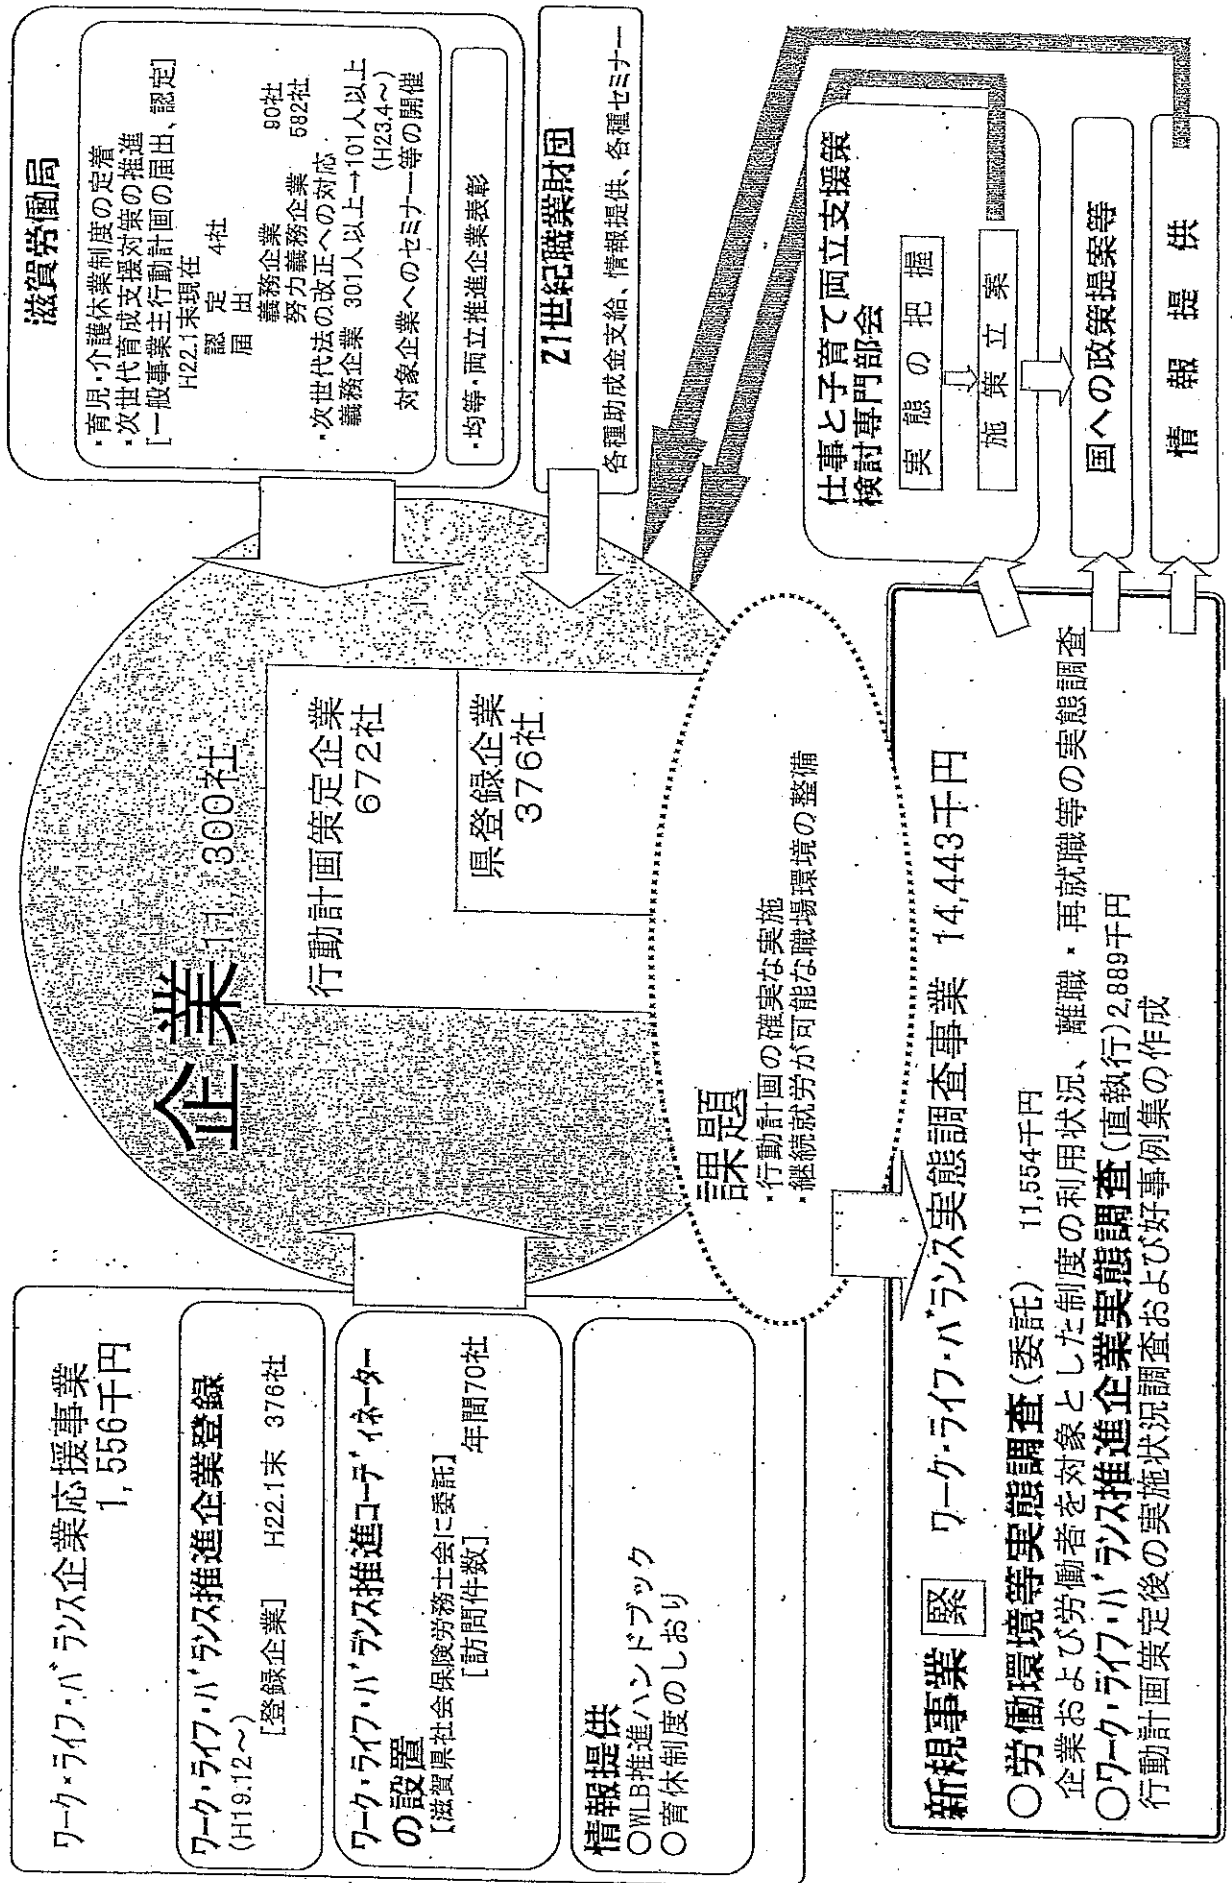 ワーク・ライフ・バランス企業応援事業
1,556千円
ワーク・ライフ・バランス推進企業登録
(H19.12～)
[登録企業] H22.1末 376社
ワーク・ライフ・バランス推進コーディネーター
の設置
【滋賀県社会保険労務士会に委託】
[訪問件数] 年間70社
情報提供
○WLB推進ハンドブック
○育休制度のしおり
企業 11,300社
行動計画策定企業
672社
県登録企業
376社
課題
・行動計画の確実な実施
・継続就労が可能な職場環境の整備
滋賀労働局
・育児・介護休業制度の定着
・次世代育成支援対策の推進
[一般事業主行動計画の届出、認定]
H22.1末現在
認定 4社
届出
義務企業 90社
努力義務企業 582社
・次世代法の改正への対応
義務企業 301人以上→101人以上
(H23.4～)
対象企業へのセミナー等の開催
・均等・両立推進企業表彰
21世紀職業財団
各種助成金支給、情報提供、各種セミナー
新規事業 緊 ワーク・ライフ・バランス実態調査事業 14,443千円
○労働環境等実態調査(委託) 11,554千円
企業および労働者を対象とした制度の利用状況、離職・再就職等の実態調査
○ワーク・ライフ・バランス推進企業実態調査(直執行)2,889千円
行動計画策定後の実施状況調査および好事例集の作成
仕事と子育て両立支援策
検討専門部会
実態の把握
施策立案
国への政策提案等
情報提供